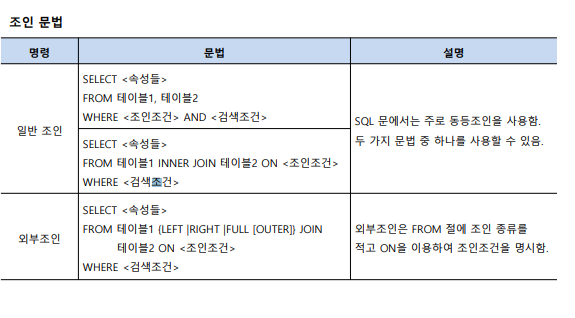 조인 문법
명령 문법 설명
일반 조인
SELECT <속성들>
FROM 테이블1, 테이블2
WHERE <조인조건> AND <검색조건>
SELECT <속성들>
FROM 테이블1 INNER JOIN 테이블2 ON <조인조건>
WHERE <검색조건>
SQL 문에서는 주로 동등조인을 사용함.
두 가지 문법 중 하나를 사용할 수 있음.
외부조인
SELECT <속성들>
FROM 테이블1 {LEFT |RIGHT |FULL [OUTER]} JOIN
테이블2 ON <조인조건>
WHERE <검색조건>
외부조인은 FROM 절에 조인 종류를
적고 ON을 이용하여 조인조건을 명시함.